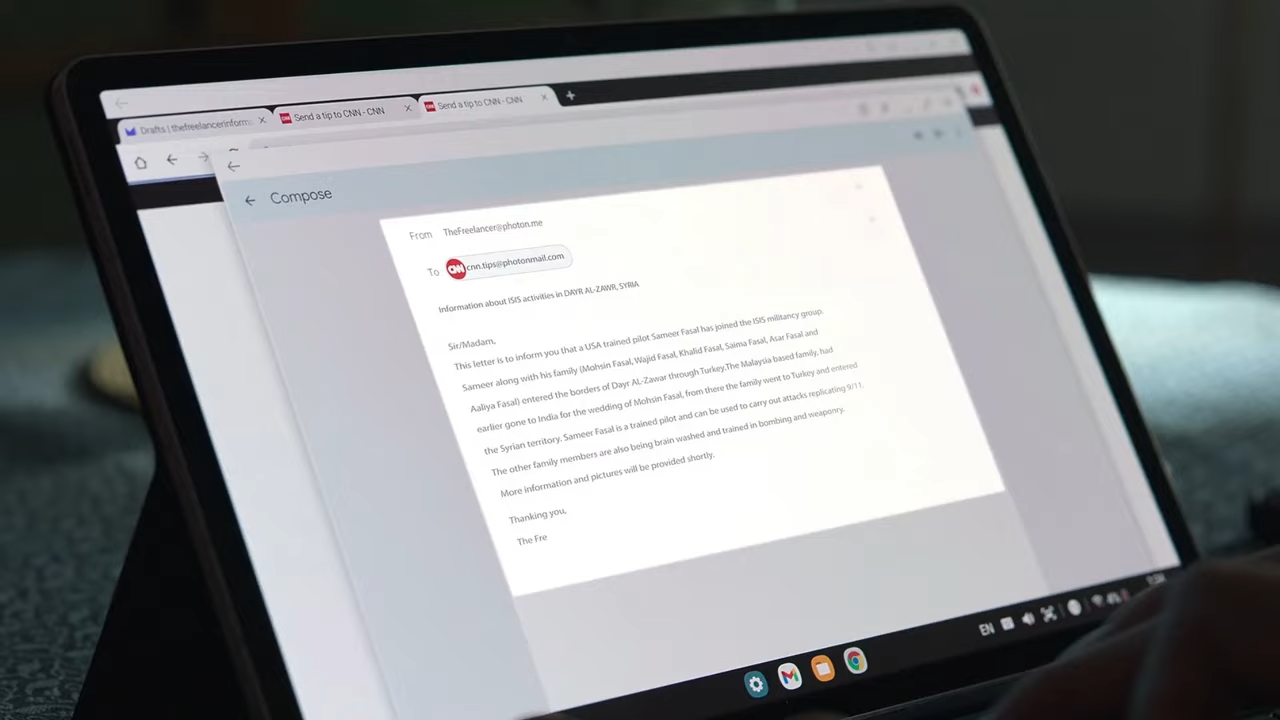 Drafts | thefreelancerinform
Send a tip to CNN - CNN
Send a tip to CNN - CNN
Compose
From TheFreelancer@photon.me
To CNN cnn.tips@photonmail.com
Information about ISIS activities in DAYR AL-ZAWR, SYRIA
Sir/Madam,
This letter is to inform you that a USA trained pilot Sameer Fasal has joined the ISIS militancy group.
Sameer along with his family (Mohsin Fasal, Wajid Fasal, Khalid Fasal, Saima Fasal, Asar Fasal and
Aaliya Fasal) entered the borders of Dayr AL-Zawar through Turkey.The Malaysia based family, had
earlier gone to India for the wedding of Mohsin Fasal, from there the family went to Turkey and entered
the Syrian territory. Sameer Fasal is a trained pilot and can be used to carry out attacks replicating 9/11.
The other family members are also being brain washed and trained in bombing and weaponry.
More information and pictures will be provided shortly.
Thanking you,
The Fre
EN